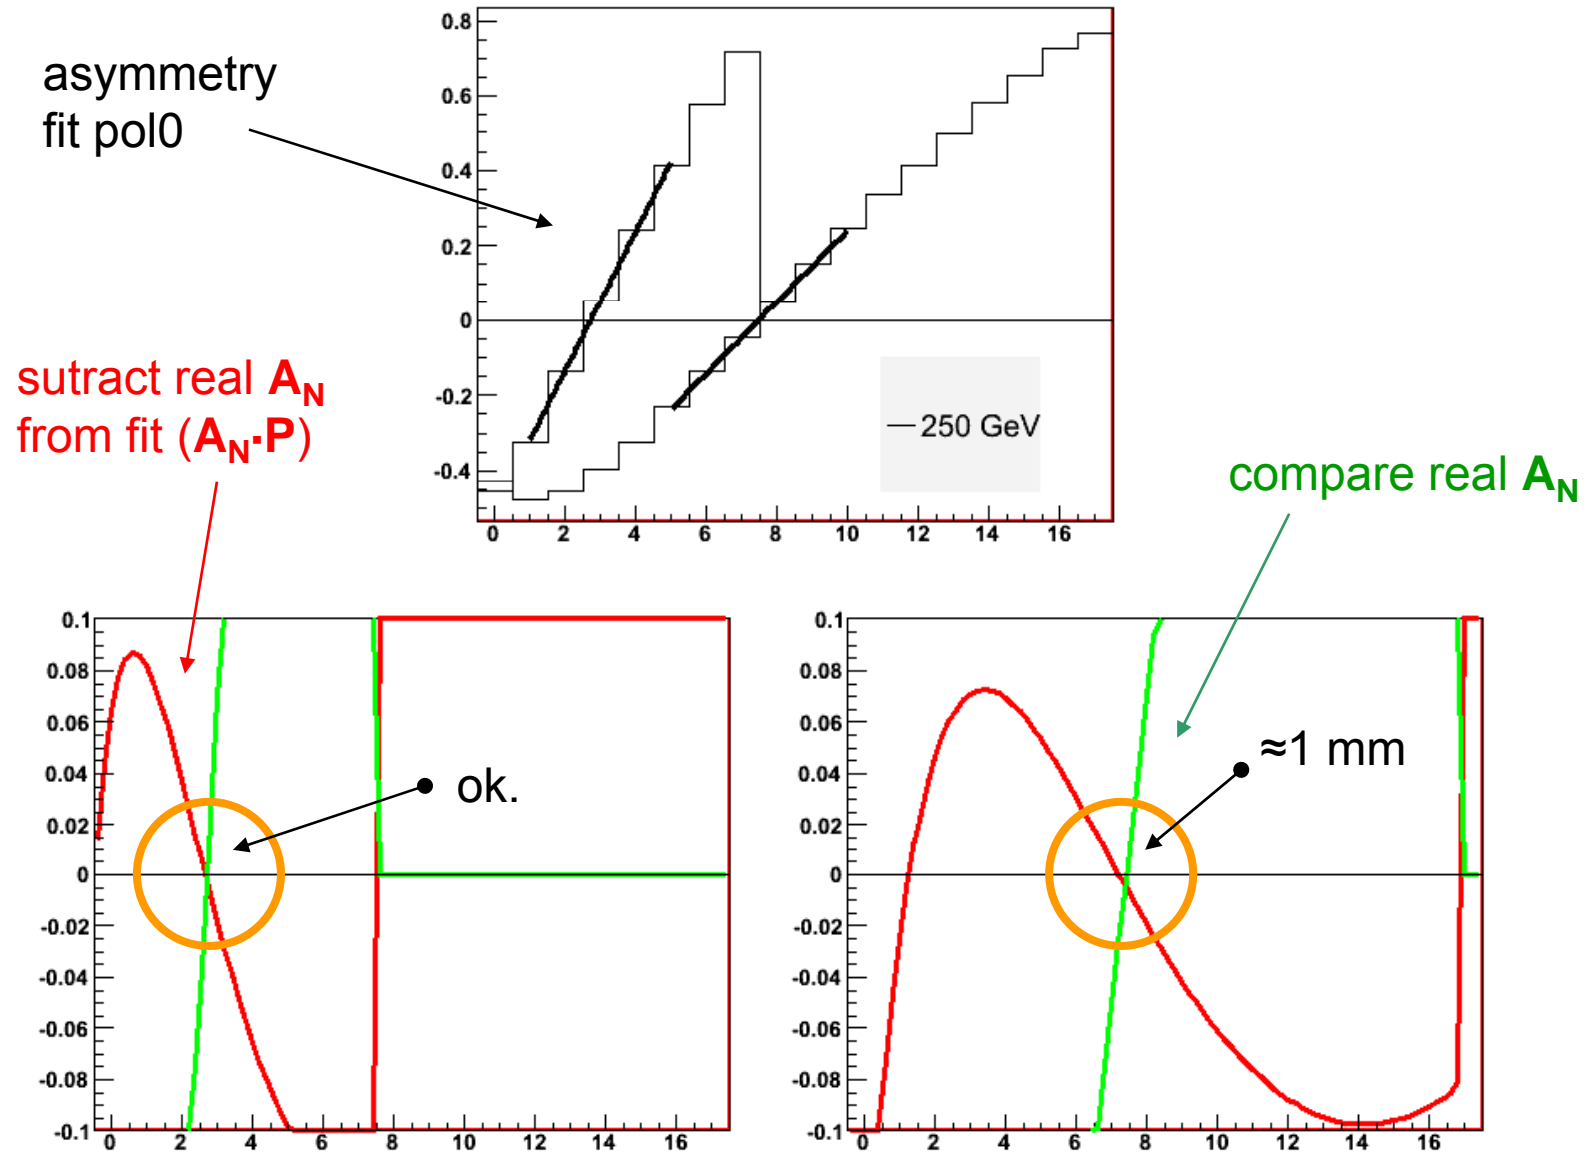 asymmetry
fit pol0
0.8
0.6
0.4
0.2
0
-0.2
-0.4
0 2 4 6 8 10 12 14 16
250 GeV
sutract real A_N
from fit (A_N·P)
compare real A_N
0.1
0.08
0.06
0.04
0.02
0
-0.02
-0.04
-0.06
-0.08
-0.1
0 2 4 6 8 10 12 14 16
ok.
0.1
0.08
0.06
0.04
0.02
0
-0.02
-0.04
-0.06
-0.08
-0.1
0 2 4 6 8 10 12 14 16
≈1 mm